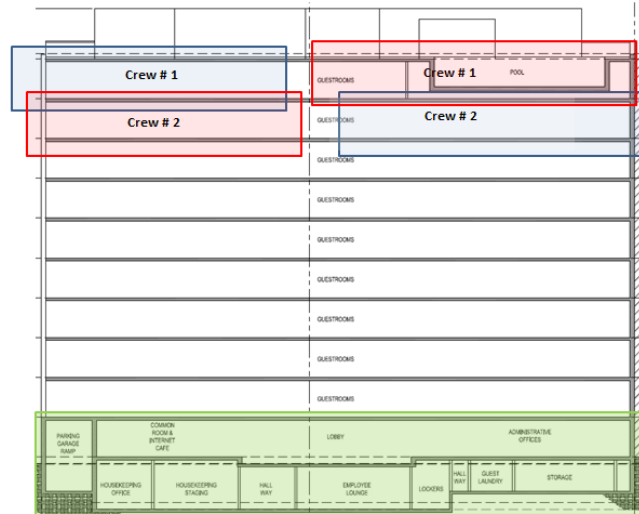 Crew # 1
Crew # 1
POOL
GUESTROOMS
Crew # 2
Crew # 2
GUESTROOMS
GUESTROOMS
GUESTROOMS
GUESTROOMS
GUESTROOMS
GUESTROOMS
GUESTROOMS
GUESTROOMS
PARKING
GARAGE
RAMP
COMMON
ROOM &
INTERNET
CAFE
LOBBY
ADMINISTRATIVE
OFFICES
HOUSEKEEPING
OFFICE
HOUSEKEEPING
STAGING
HALL
WAY
EMPLOYEE
LOUNGE
LOCKERS
HALL
WAY
GUEST
LAUNDRY
STORAGE